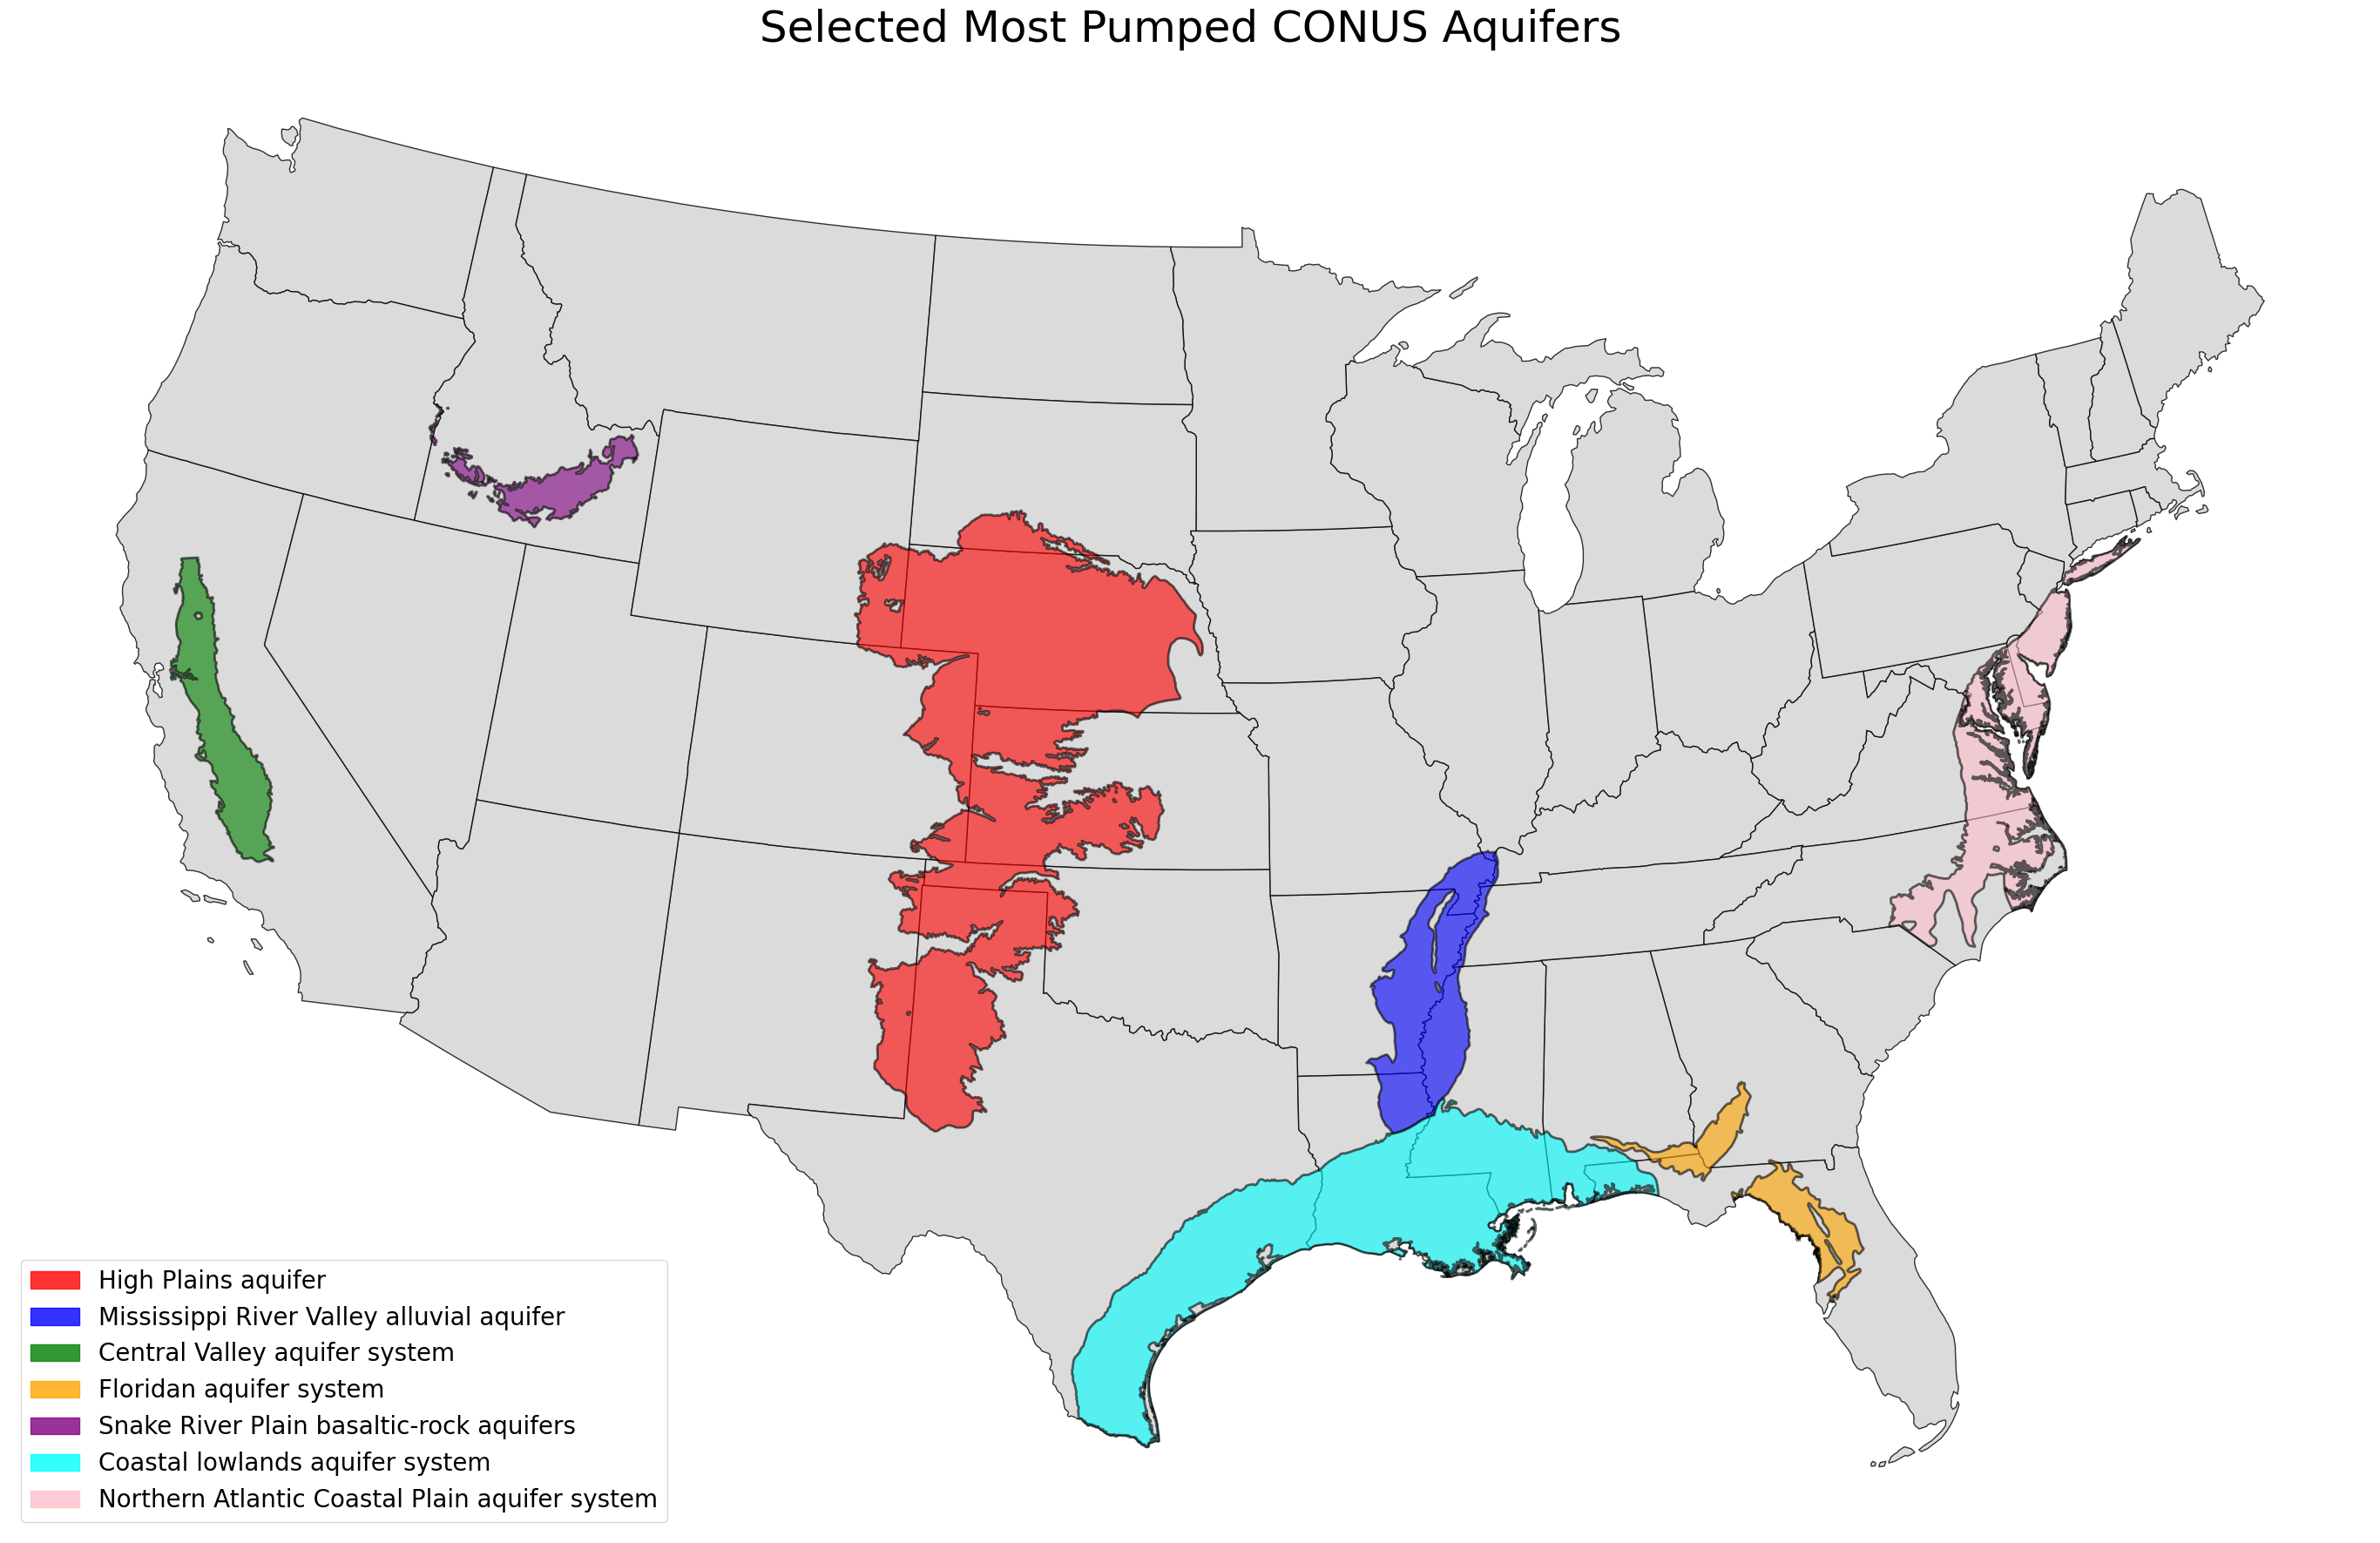 Selected Most Pumped CONUS Aquifers
High Plains aquifer
Mississippi River Valley alluvial aquifer
Central Valley aquifer system
Floridan aquifer system
Snake River Plain basaltic-rock aquifers
Coastal lowlands aquifer system
Northern Atlantic Coastal Plain aquifer system